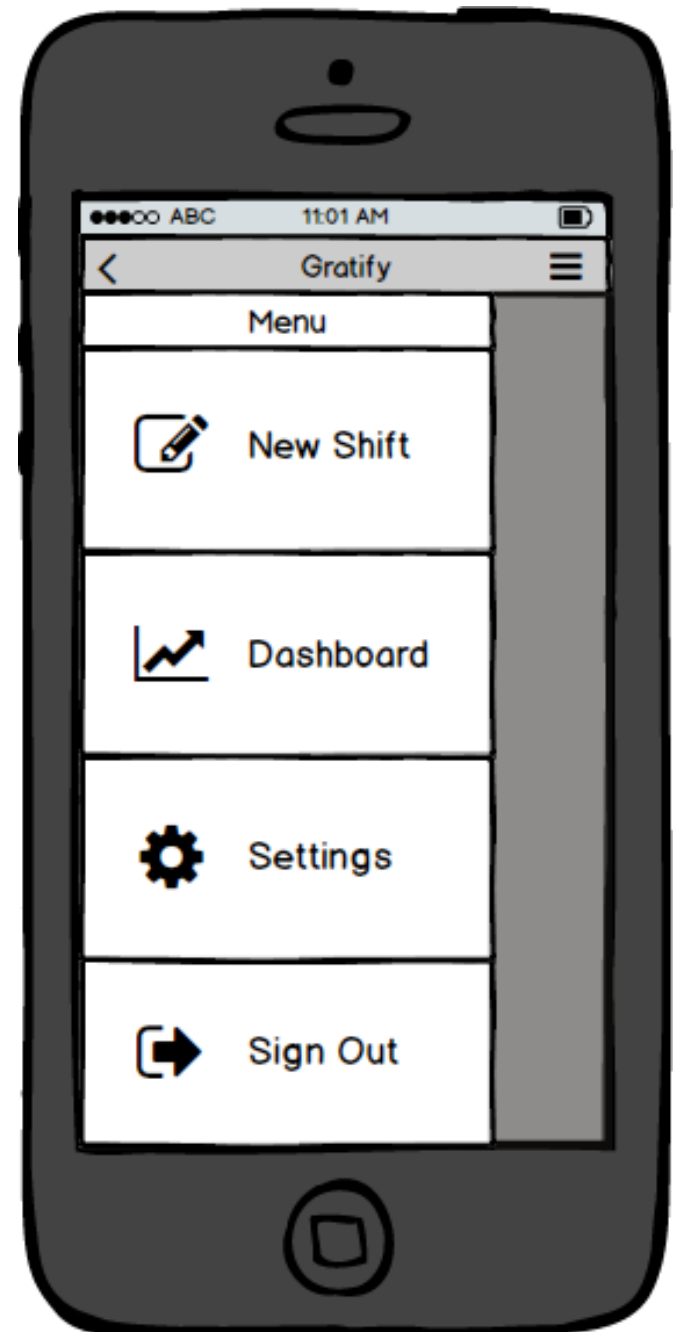 ABC 11:01 AM
Gratify
Menu
New Shift
Dashboard
Settings
Sign Out